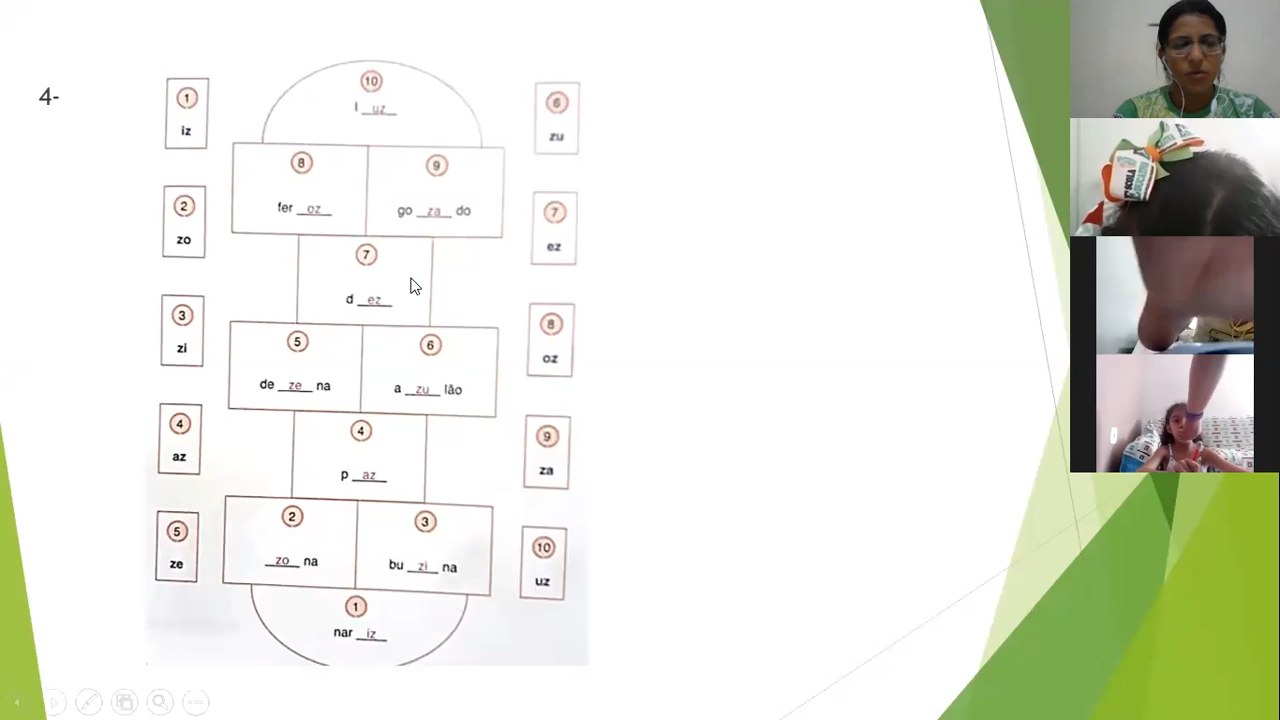 4-
1
iz
2
zo
3
zi
4
az
5
ze
10
l uz
8
fer oz
9
go za do
7
d ez
5
de ze na
6
a zu lão
4
p az
2
zo na
3
bu zi na
1
nar iz
6
zu
7
ez
8
oz
9
za
10
uz
ESCOLA